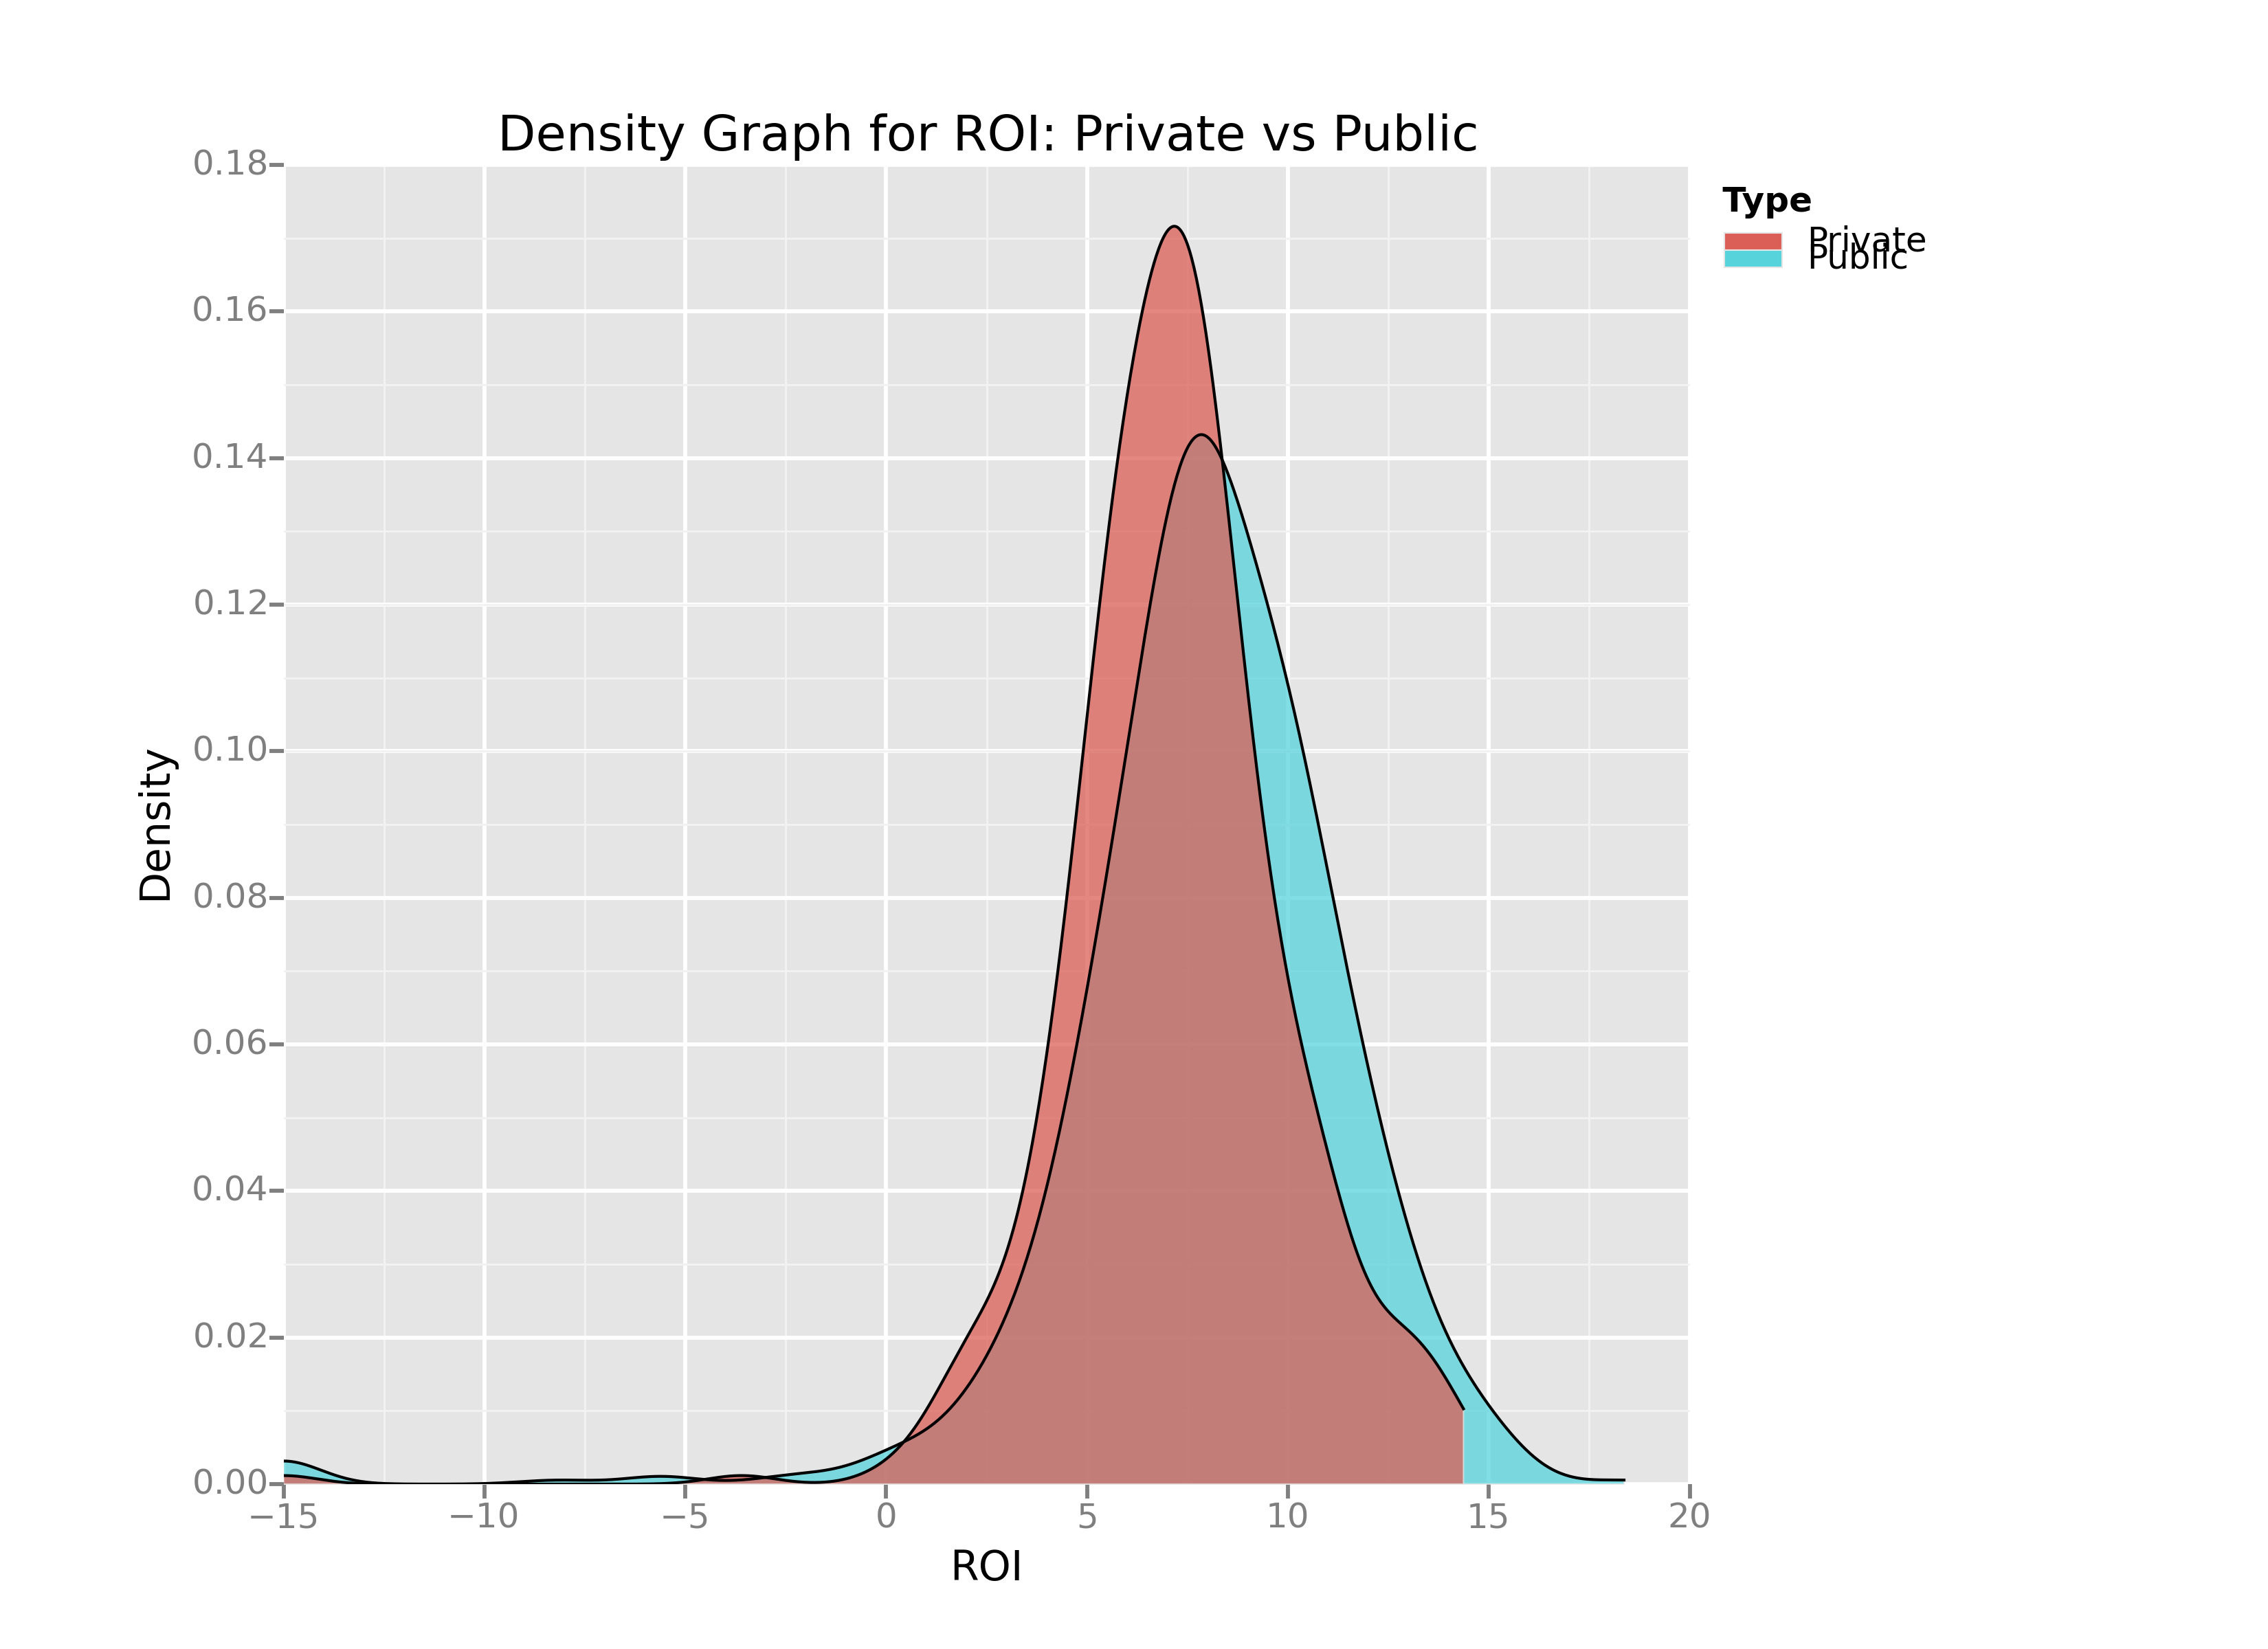 Density Graph for ROI: Private vs Public
Type
Private
Public
0.18
0.16
0.14
0.12
0.10
0.08
0.06
0.04
0.02
0.00
Density
−15 −10 −5 0 5 10 15 20
ROI